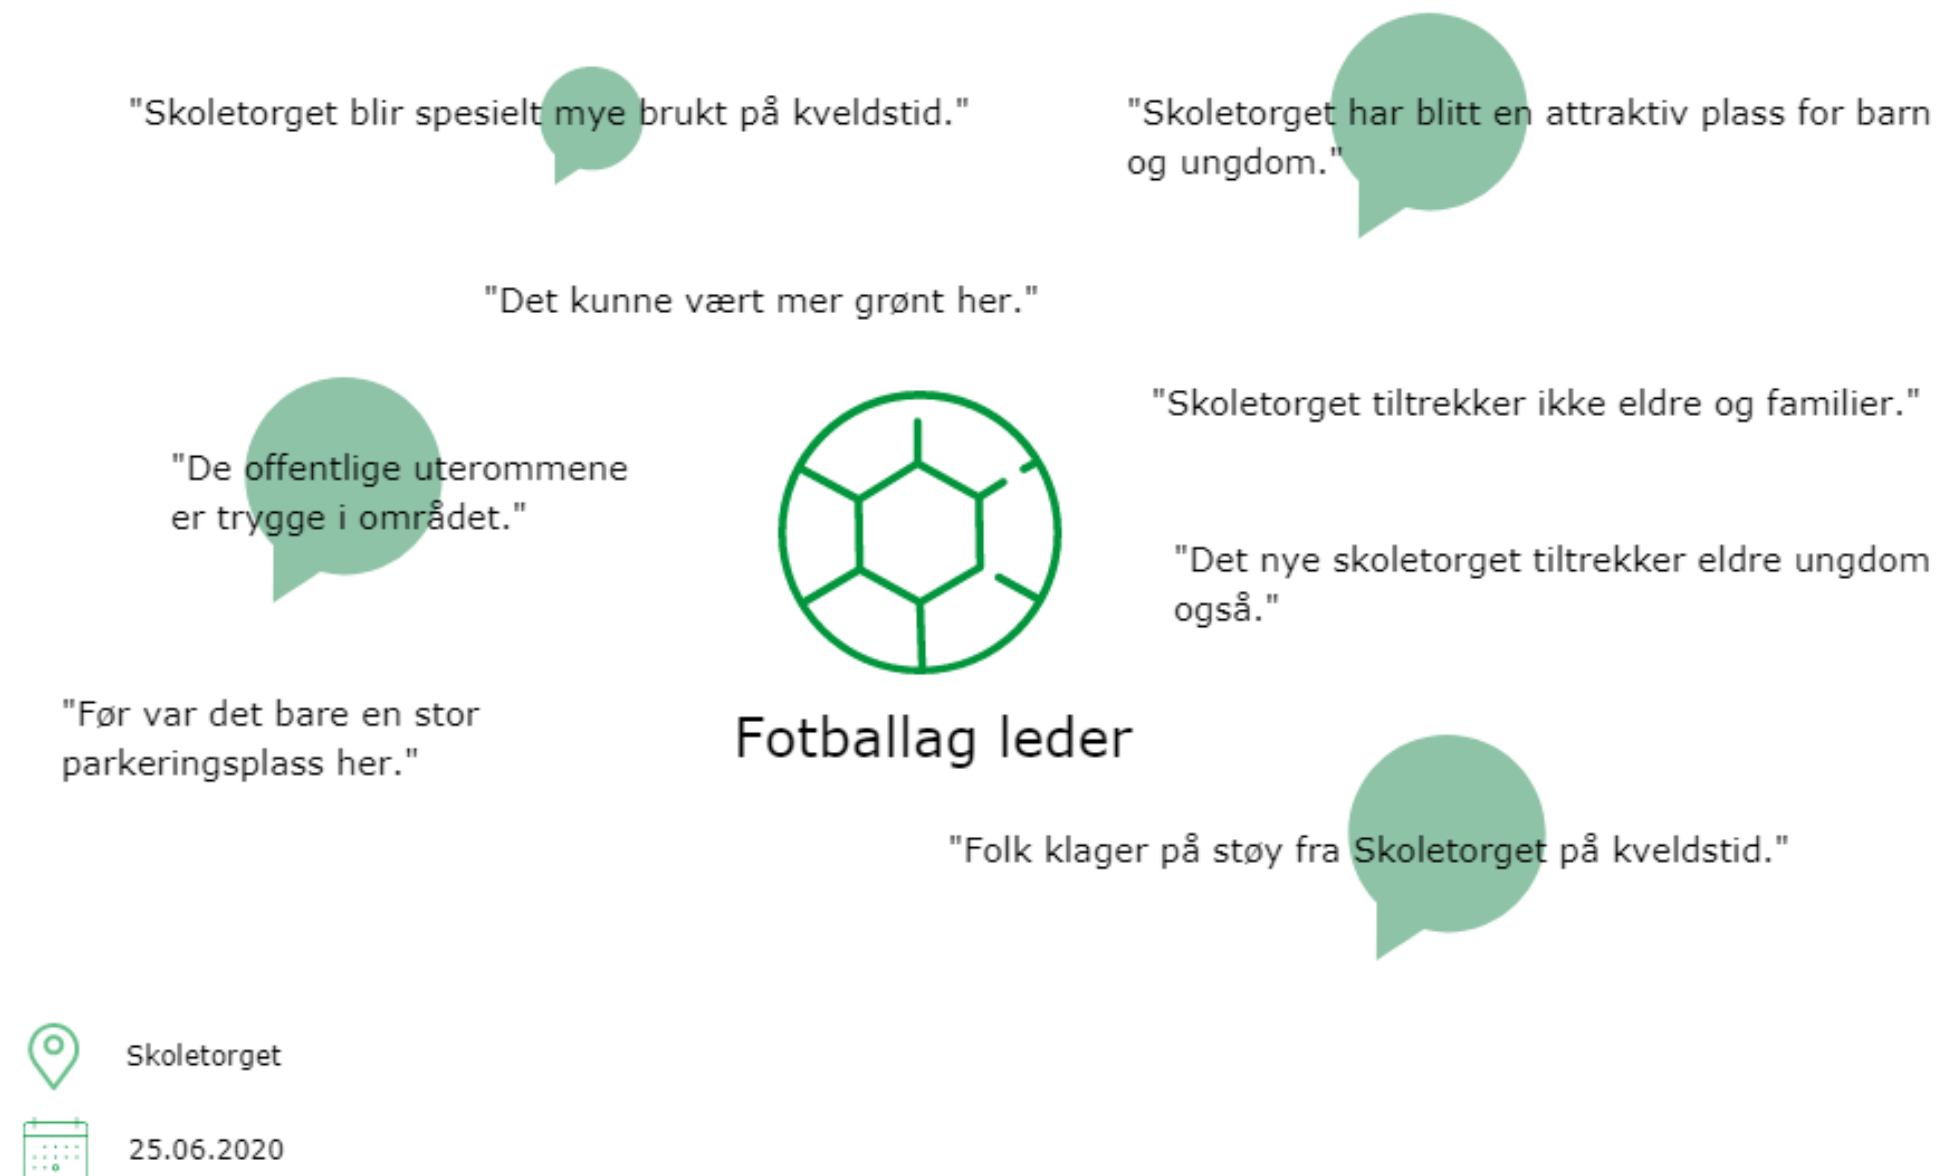 "Skoletorget blir spesielt mye brukt på kveldstid."
"Skoletorget har blitt en attraktiv plass for barn
og ungdom."
"Det kunne vært mer grønt her."
"Skoletorget tiltrekker ikke eldre og familier."
"De offentlige uterommene
er trygge i området."
"Det nye skoletorget tiltrekker eldre ungdom
også."
"Før var det bare en stor
parkeringsplass her."
Fotballag leder
"Folk klager på støy fra Skoletorget på kveldstid."
Skoletorget
25.06.2020